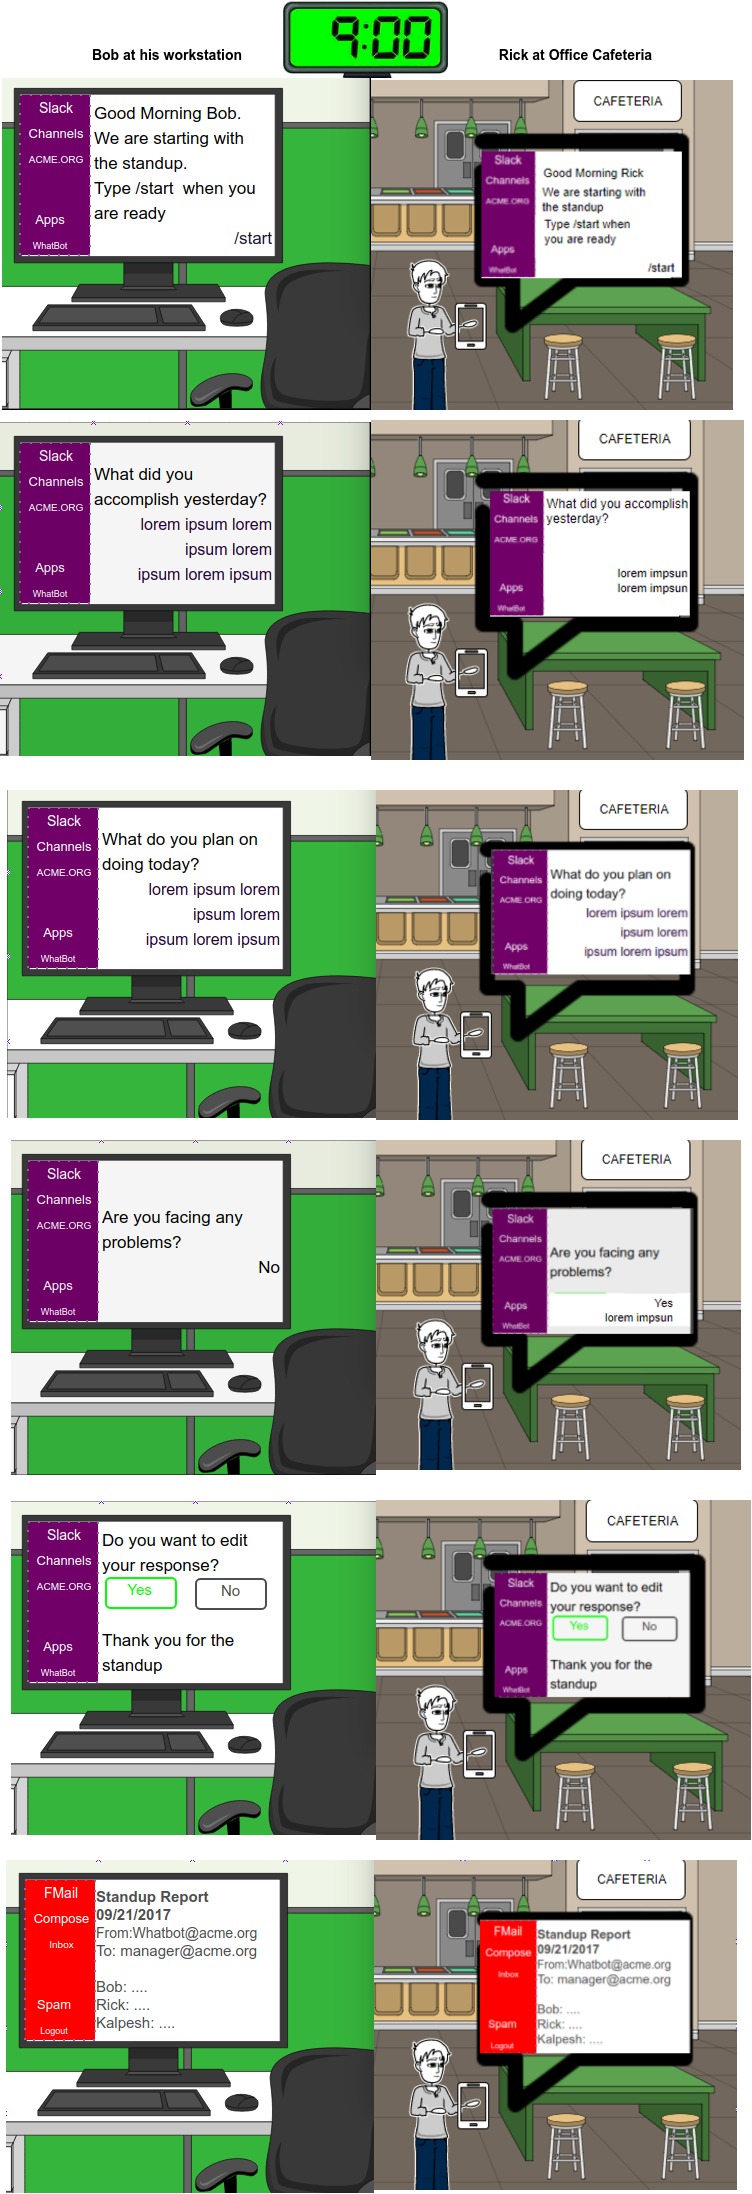 9:00
Bob at his workstation
Rick at Office Cafeteria
Slack
Channels
ACME.ORG
Apps
WhatBot
Good Morning Bob.
We are starting with
the standup.
Type /start when you
are ready
/start
CAFETERIA
Slack
Channels
ACME.ORG
Apps
WhatBot
Good Morning Rick
We are starting with
the standup
Type /start when
you are ready
/start
Slack
Channels
ACME.ORG
Apps
WhatBot
What did you
accomplish yesterday?
lorem ipsum lorem
ipsum lorem
ipsum lorem ipsum
CAFETERIA
Slack
Channels
ACME.ORG
Apps
WhatBot
What did you accomplish
yesterday?
lorem impsun
lorem impsun
Slack
Channels
ACME.ORG
Apps
WhatBot
What do you plan on
doing today?
lorem ipsum lorem
ipsum lorem
ipsum lorem ipsum
CAFETERIA
Slack
Channels
ACME.ORG
Apps
WhatBot
What do you plan on
doing today?
lorem ipsum lorem
ipsum lorem
ipsum lorem ipsum
Slack
Channels
ACME.ORG
Apps
WhatBot
Are you facing any
problems?
No
CAFETERIA
Slack
Channels
ACME.ORG
Apps
WhatBot
Are you facing any
problems?
Yes
lorem impsun
Slack
Channels
ACME.ORG
Apps
WhatBot
Do you want to edit
your response?
Yes No
Thank you for the
standup
CAFETERIA
Slack
Channels
ACME.ORG
Apps
WhatBot
Do you want to edit
your response?
Yes No
Thank you for the
standup
FMail
Compose
Inbox
Spam
Logout
Standup Report
09/21/2017
From:Whatbot@acme.org
To: manager@acme.org
Bob: ....
Rick: ....
Kalpesh: ....
CAFETERIA
FMail
Compose
Inbox
Spam
Logout
Standup Report
09/21/2017
From:Whatbot@acme.org
To: manager@acme.org
Bob: ....
Rick: ....
Kalpesh: ....